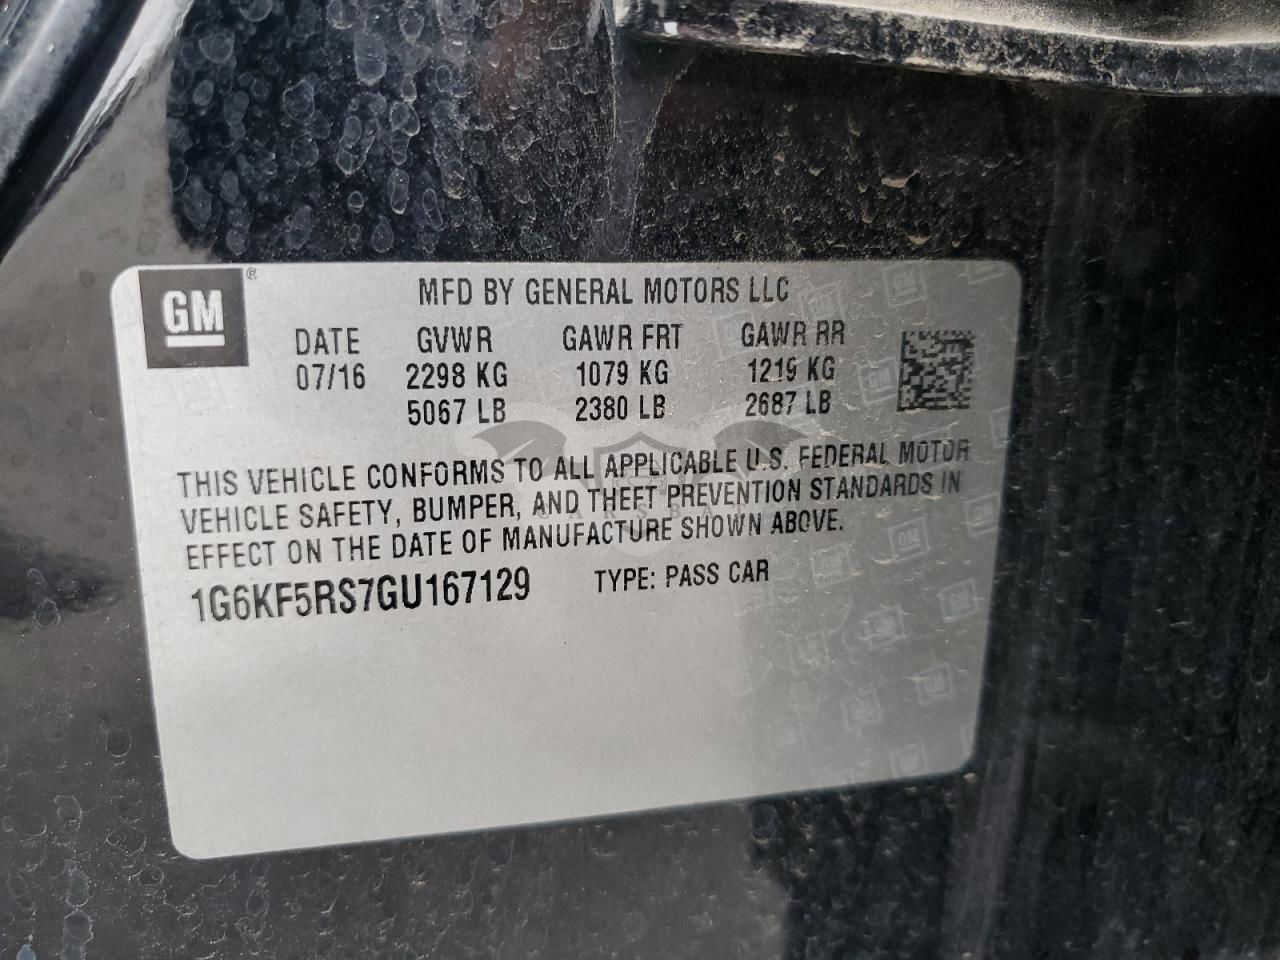 GM ®
MFD BY GENERAL MOTORS LLC
DATE GVWR GAWR FRT GAWR RR
07/16 2298 KG 1079 KG 1219 KG
5067 LB 2380 LB 2687 LB
THIS VEHICLE CONFORMS TO ALL APPLICABLE U.S. FEDERAL MOTOR
VEHICLE SAFETY, BUMPER, AND THEFT PREVENTION STANDARDS IN
EFFECT ON THE DATE OF MANUFACTURE SHOWN ABOVE.
1G6KF5RS7GU167129 TYPE: PASS CAR